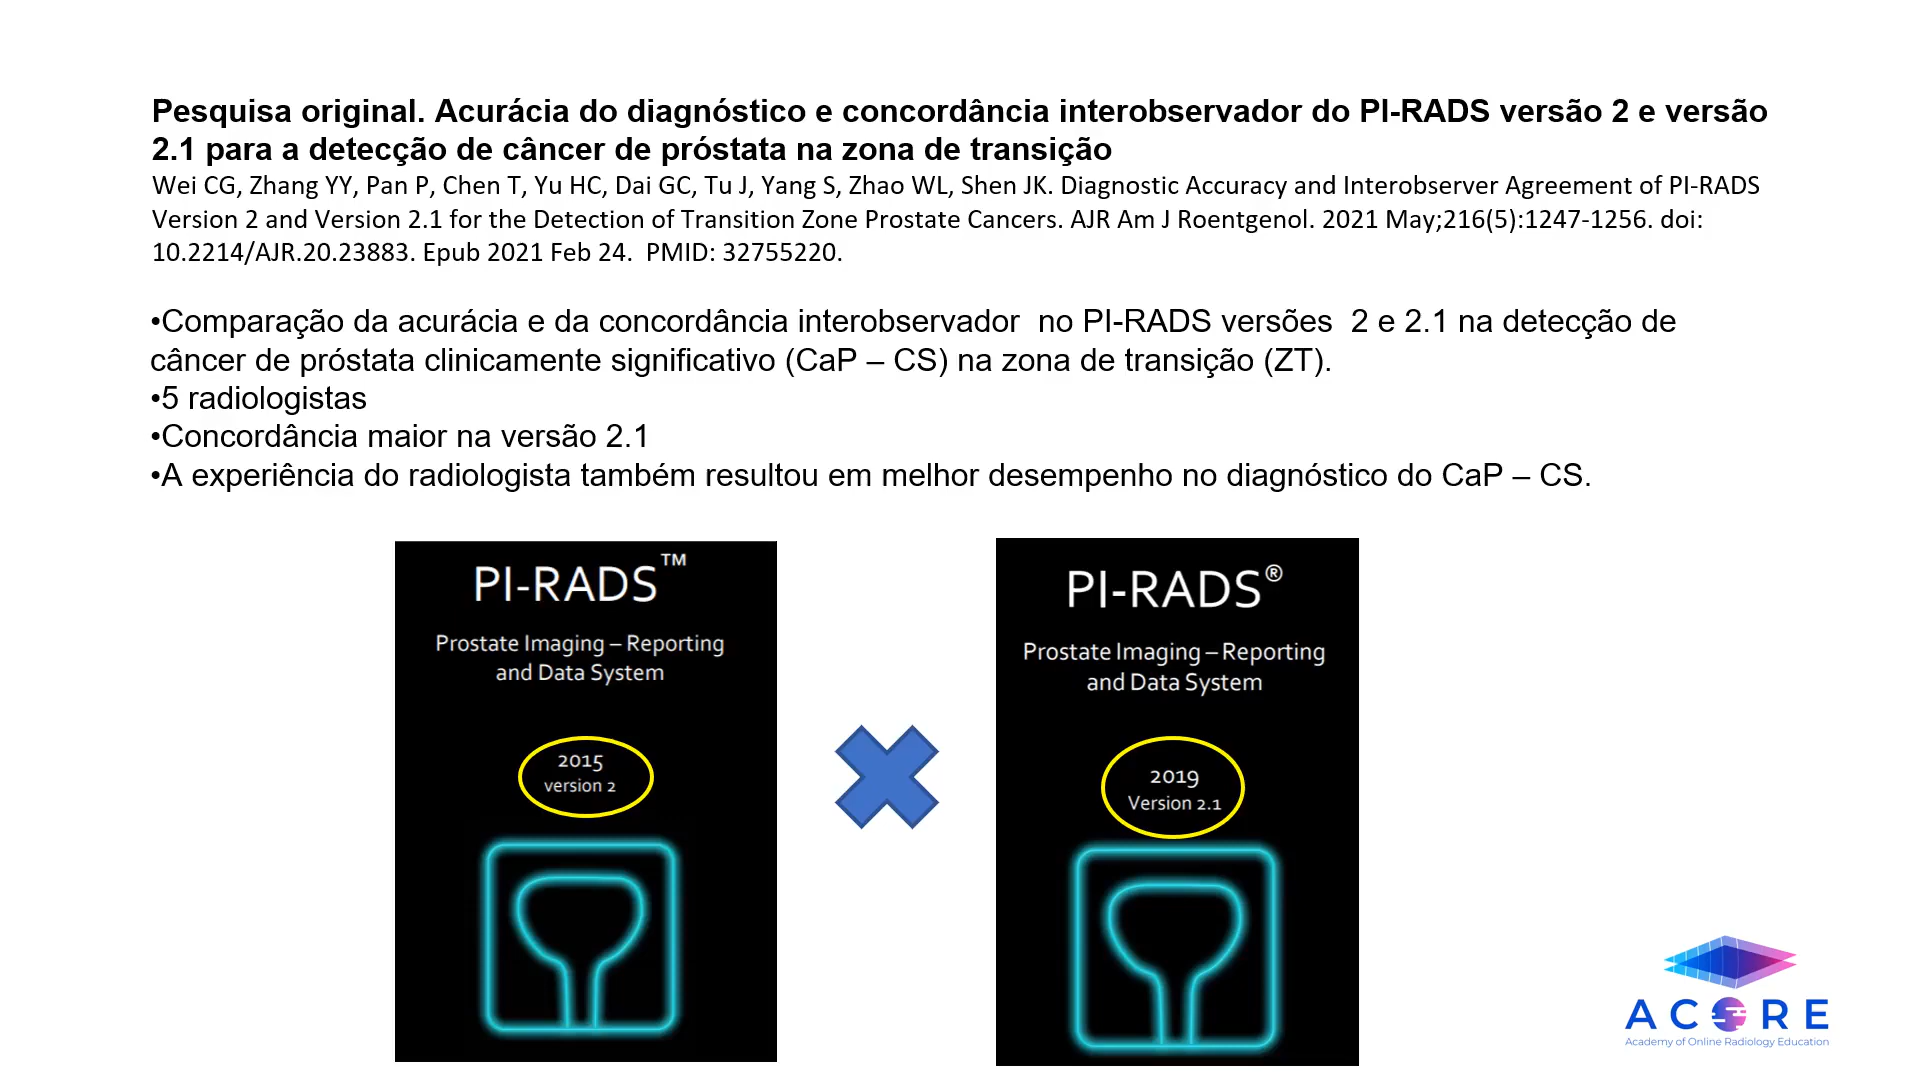 Pesquisa original. Acurácia do diagnóstico e concordância interobservador do PI-RADS versão 2 e versão
2.1 para a detecção de câncer de próstata na zona de transição
Wei CG, Zhang YY, Pan P, Chen T, Yu HC, Dai GC, Tu J, Yang S, Zhao WL, Shen JK. Diagnostic Accuracy and Interobserver Agreement of PI-RADS
Version 2 and Version 2.1 for the Detection of Transition Zone Prostate Cancers. AJR Am J Roentgenol. 2021 May;216(5):1247-1256. doi:
10.2214/AJR.20.23883. Epub 2021 Feb 24.  PMID: 32755220.
•Comparação da acurácia e da concordância interobservador  no PI-RADS versões  2 e 2.1 na detecção de
câncer de próstata clinicamente significativo (CaP – CS) na zona de transição (ZT).
•5 radiologistas
•Concordância maior na versão 2.1
•A experiência do radiologista também resultou em melhor desempenho no diagnóstico do CaP – CS.
PI-RADS™
Prostate Imaging – Reporting
and Data System
2015
version 2
PI-RADS®
Prostate Imaging – Reporting
and Data System
2019
Version 2.1
ACORE
Academy of Online Radiology Education